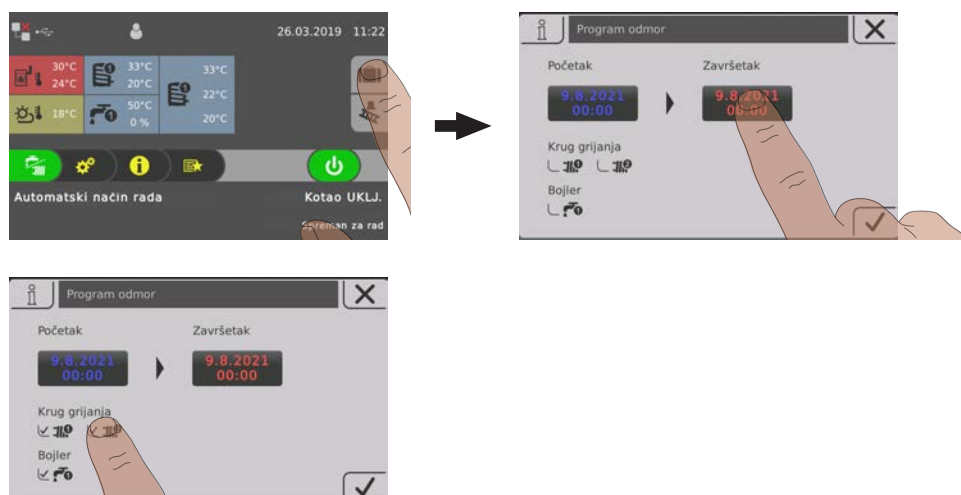 26.03.2019 11:22
30°C 33°C 33°C
24°C 20°C 22°C
18°C 50°C 20°C
0 %
Automatski način rada Kotao UKLJ.
Spreman za rad
Program odmor
Početak Završetak
9.8.2021 9.8.2021
00:00 00:00
Krug grijanja
Bojler
Program odmor
Početak Završetak
9.8.2021 9.8.2021
00:00 00:00
Krug grijanja
Bojler